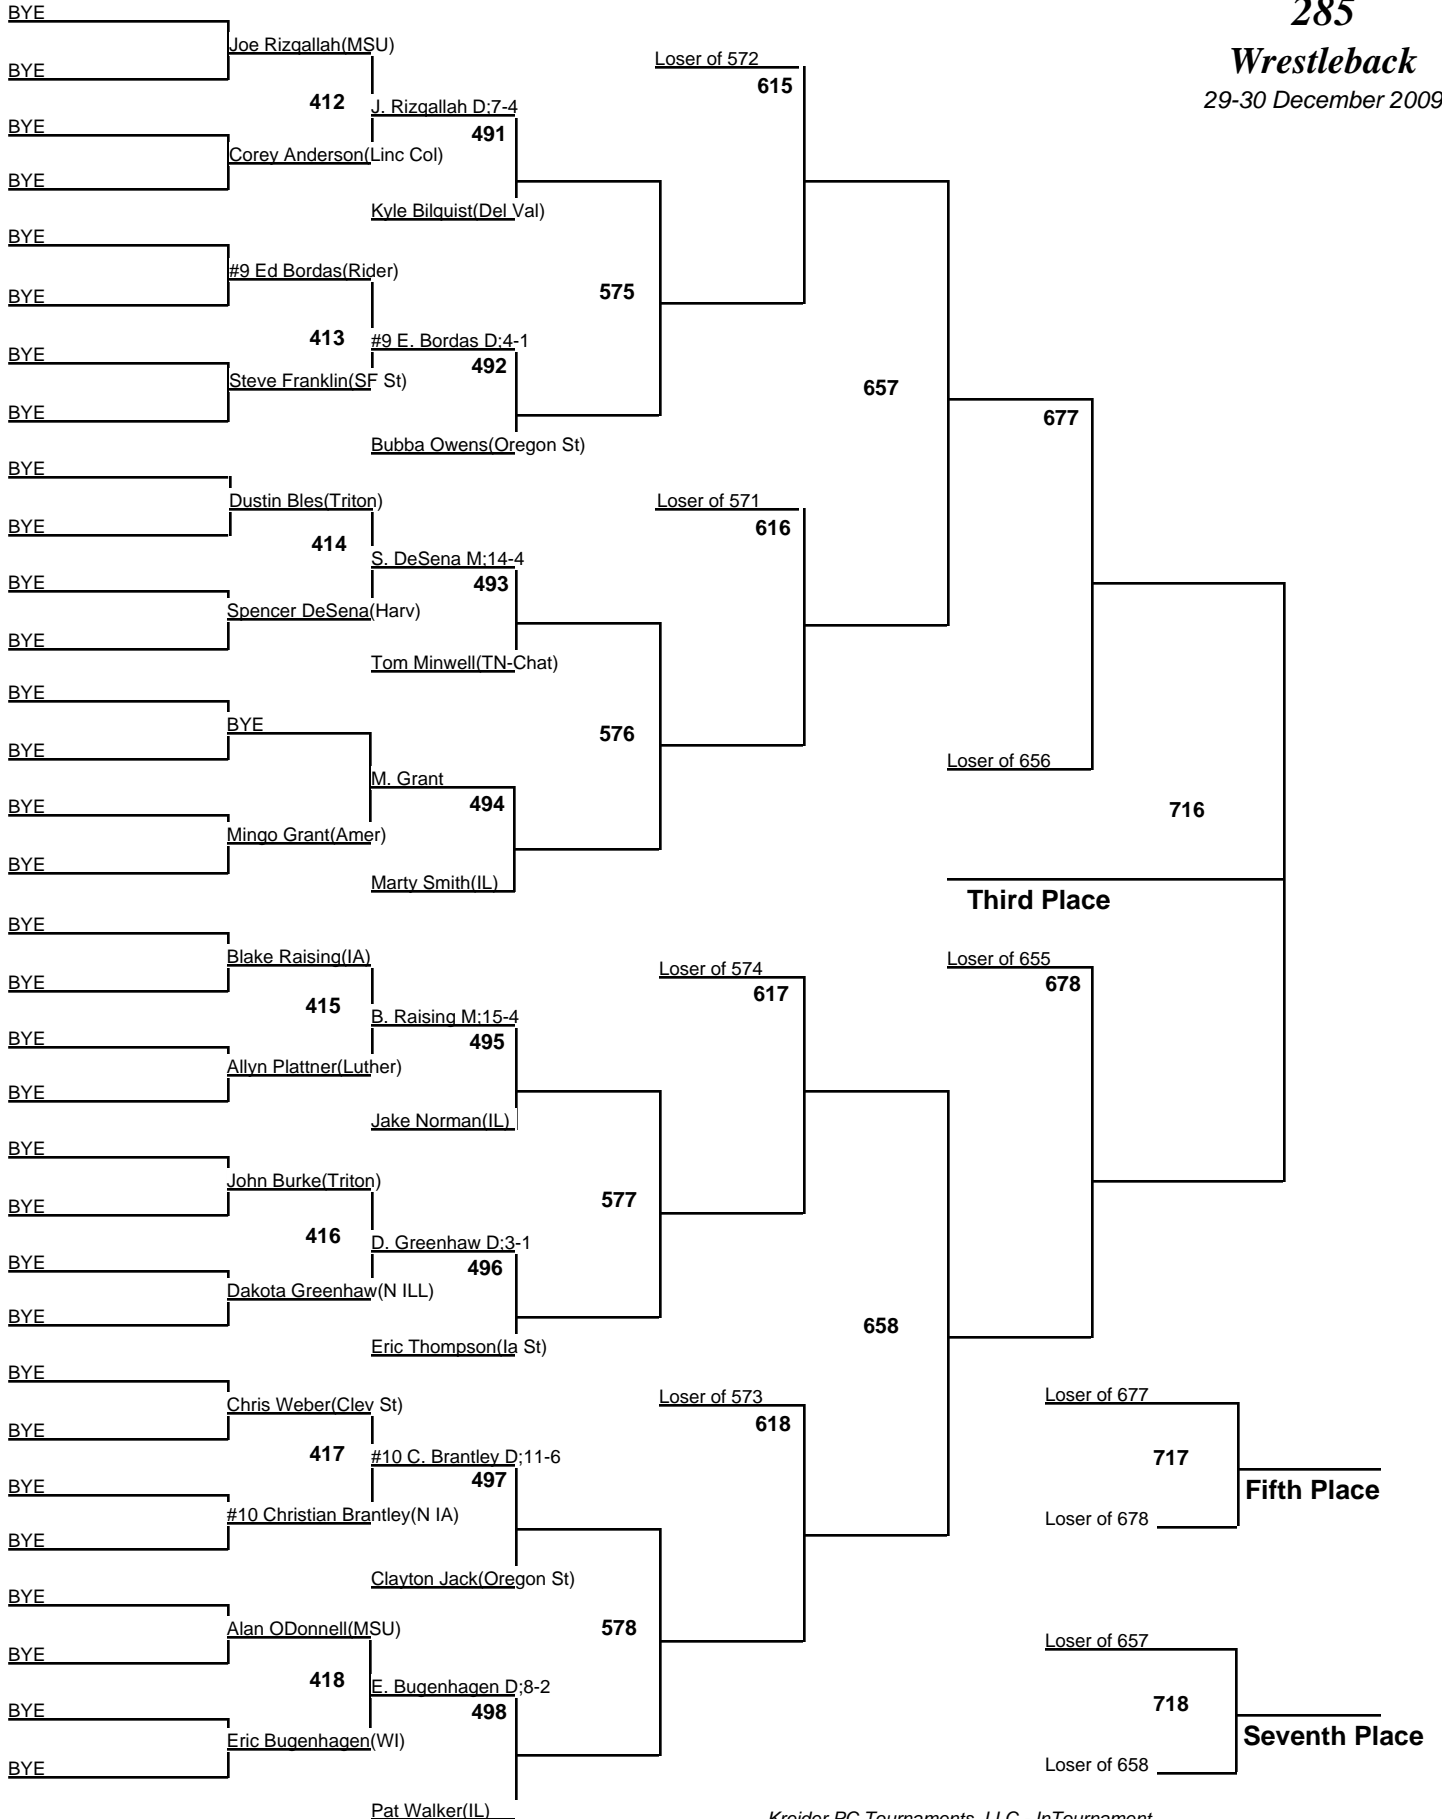 285
Wrestleback
29-30 December 2009
BYE
Joe Rizqallah(MSU)
BYE
412
J. Rizqallah D;7-4
491
BYE
Corey Anderson(Linc Col)
BYE
Kyle Bilquist(Del Val)
Loser of 572
615
BYE
#9 Ed Bordas(Rider)
BYE
575
413
#9 E. Bordas D;4-1
492
BYE
Steve Franklin(SF St)
BYE
Bubba Owens(Oregon St)
657
677
BYE
Dustin Bles(Triton)
BYE
414
S. DeSena M;14-4
493
BYE
Spencer DeSena(Harv)
BYE
Tom Minwell(TN-Chat)
Loser of 571
616
BYE
BYE
BYE
576
M. Grant
494
BYE
Mingo Grant(Amer)
BYE
Marty Smith(IL)
Loser of 656
716
Third Place
BYE
Blake Raising(IA)
BYE
415
B. Raising M;15-4
495
BYE
Allyn Plattner(Luther)
BYE
Jake Norman(IL)
Loser of 574
617
Loser of 655
678
BYE
John Burke(Triton)
BYE
577
416
D. Greenhaw D;3-1
496
BYE
Dakota Greenhaw(N ILL)
BYE
Eric Thompson(Ia St)
658
BYE
Chris Weber(Clev St)
BYE
417
#10 C. Brantley D;11-6
497
BYE
#10 Christian Brantley(N IA)
BYE
Clayton Jack(Oregon St)
Loser of 573
618
Loser of 677
717
Fifth Place
Loser of 678
BYE
Alan ODonnell(MSU)
BYE
578
418
E. Bugenhagen D;8-2
498
BYE
Eric Bugenhagen(WI)
BYE
Pat Walker(IL)
Loser of 657
718
Seventh Place
Loser of 658
Kreider PC Tournaments, LLC - InTournament